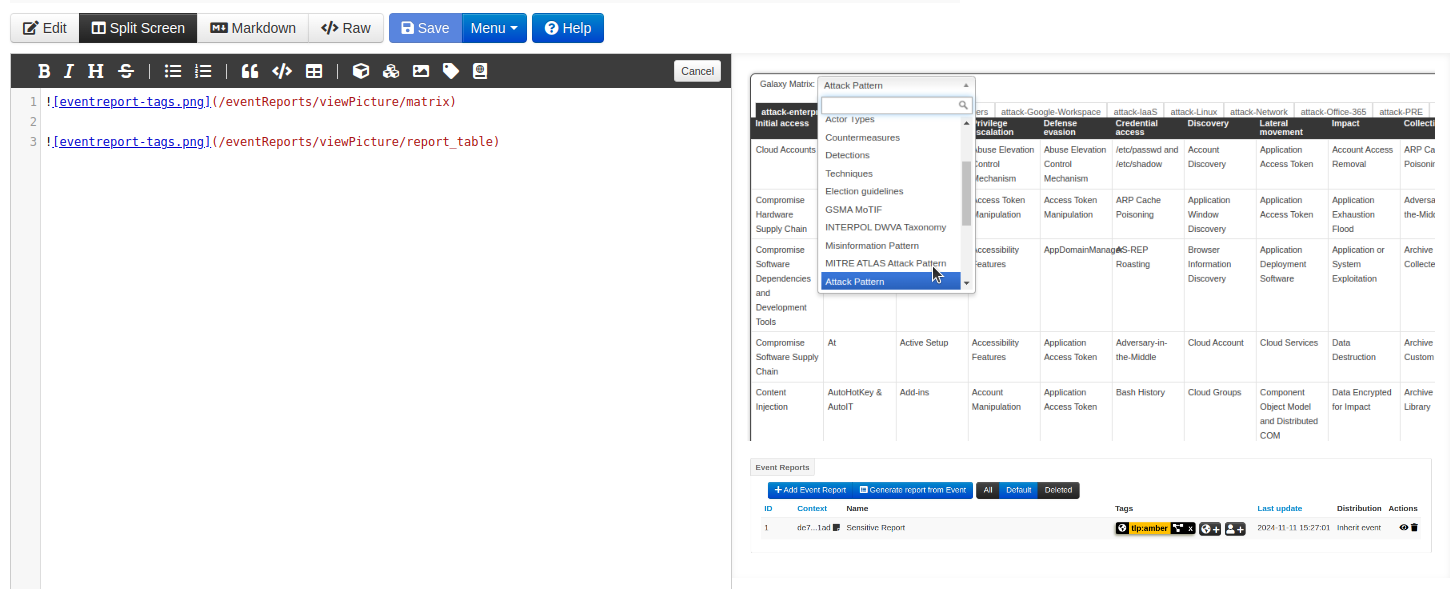 Edit Split Screen Markdown Raw Save Menu Help
B I H S Cancel
1 ![eventreport-tags.png](/eventReports/viewPicture/matrix)
2
3 ![eventreport-tags.png](/eventReports/viewPicture/report_table)
Galaxy Matrix: Attack Pattern
Actor Types
Countermeasures
Detections
Techniques
Election guidelines
GSMA MoTIF
INTERPOL DWVA Taxonomy
Misinformation Pattern
MITRE ATLAS Attack Pattern
Attack Pattern
attack-enterp ers attack-Google-Workspace attack-IaaS attack-Linux attack-Network attack-Office-365 attack-PRE
Initial access Privilege Defense Credential Discovery Lateral Impact Collecti
scalation evasion access movement
Cloud Accounts Abuse Elevation Abuse Elevation /etc/passwd and Account Application Account Access ARP Ca
Control Control /etc/shadow Discovery Access Token Removal Poisonin
Mechanism Mechanism
Compromise Access Token Access Token ARP Cache Application Application Application Adversa
Hardware Manipulation Manipulation Poisoning Window Access Token Exhaustion the-Midd
Supply Chain Discovery Flood
Compromise Accessibility AppDomainManager AS-REP Browser Application Application or Archive
Software Features Roasting Information Deployment System Collecte
Dependencies Discovery Software Exploitation
and
Development
Tools
Compromise At Active Setup Accessibility Application Adversary-in- Cloud Account Cloud Services Data Archive
Software Supply Features Access Token the-Middle Destruction Custom
Chain
Content AutoHotKey & Add-ins Account Application Bash History Cloud Groups Component Data Encrypted Archive
Injection AutoIT Manipulation Access Token Object Model for Impact Library
and Distributed
COM
Event Reports
Add Event Report Generate report from Event All Default Deleted
ID Context Name Tags Last update Distribution Actions
1 de7...1ad Sensitive Report tlp:amber x + + 2024-11-11 15:27:01 Inherit event